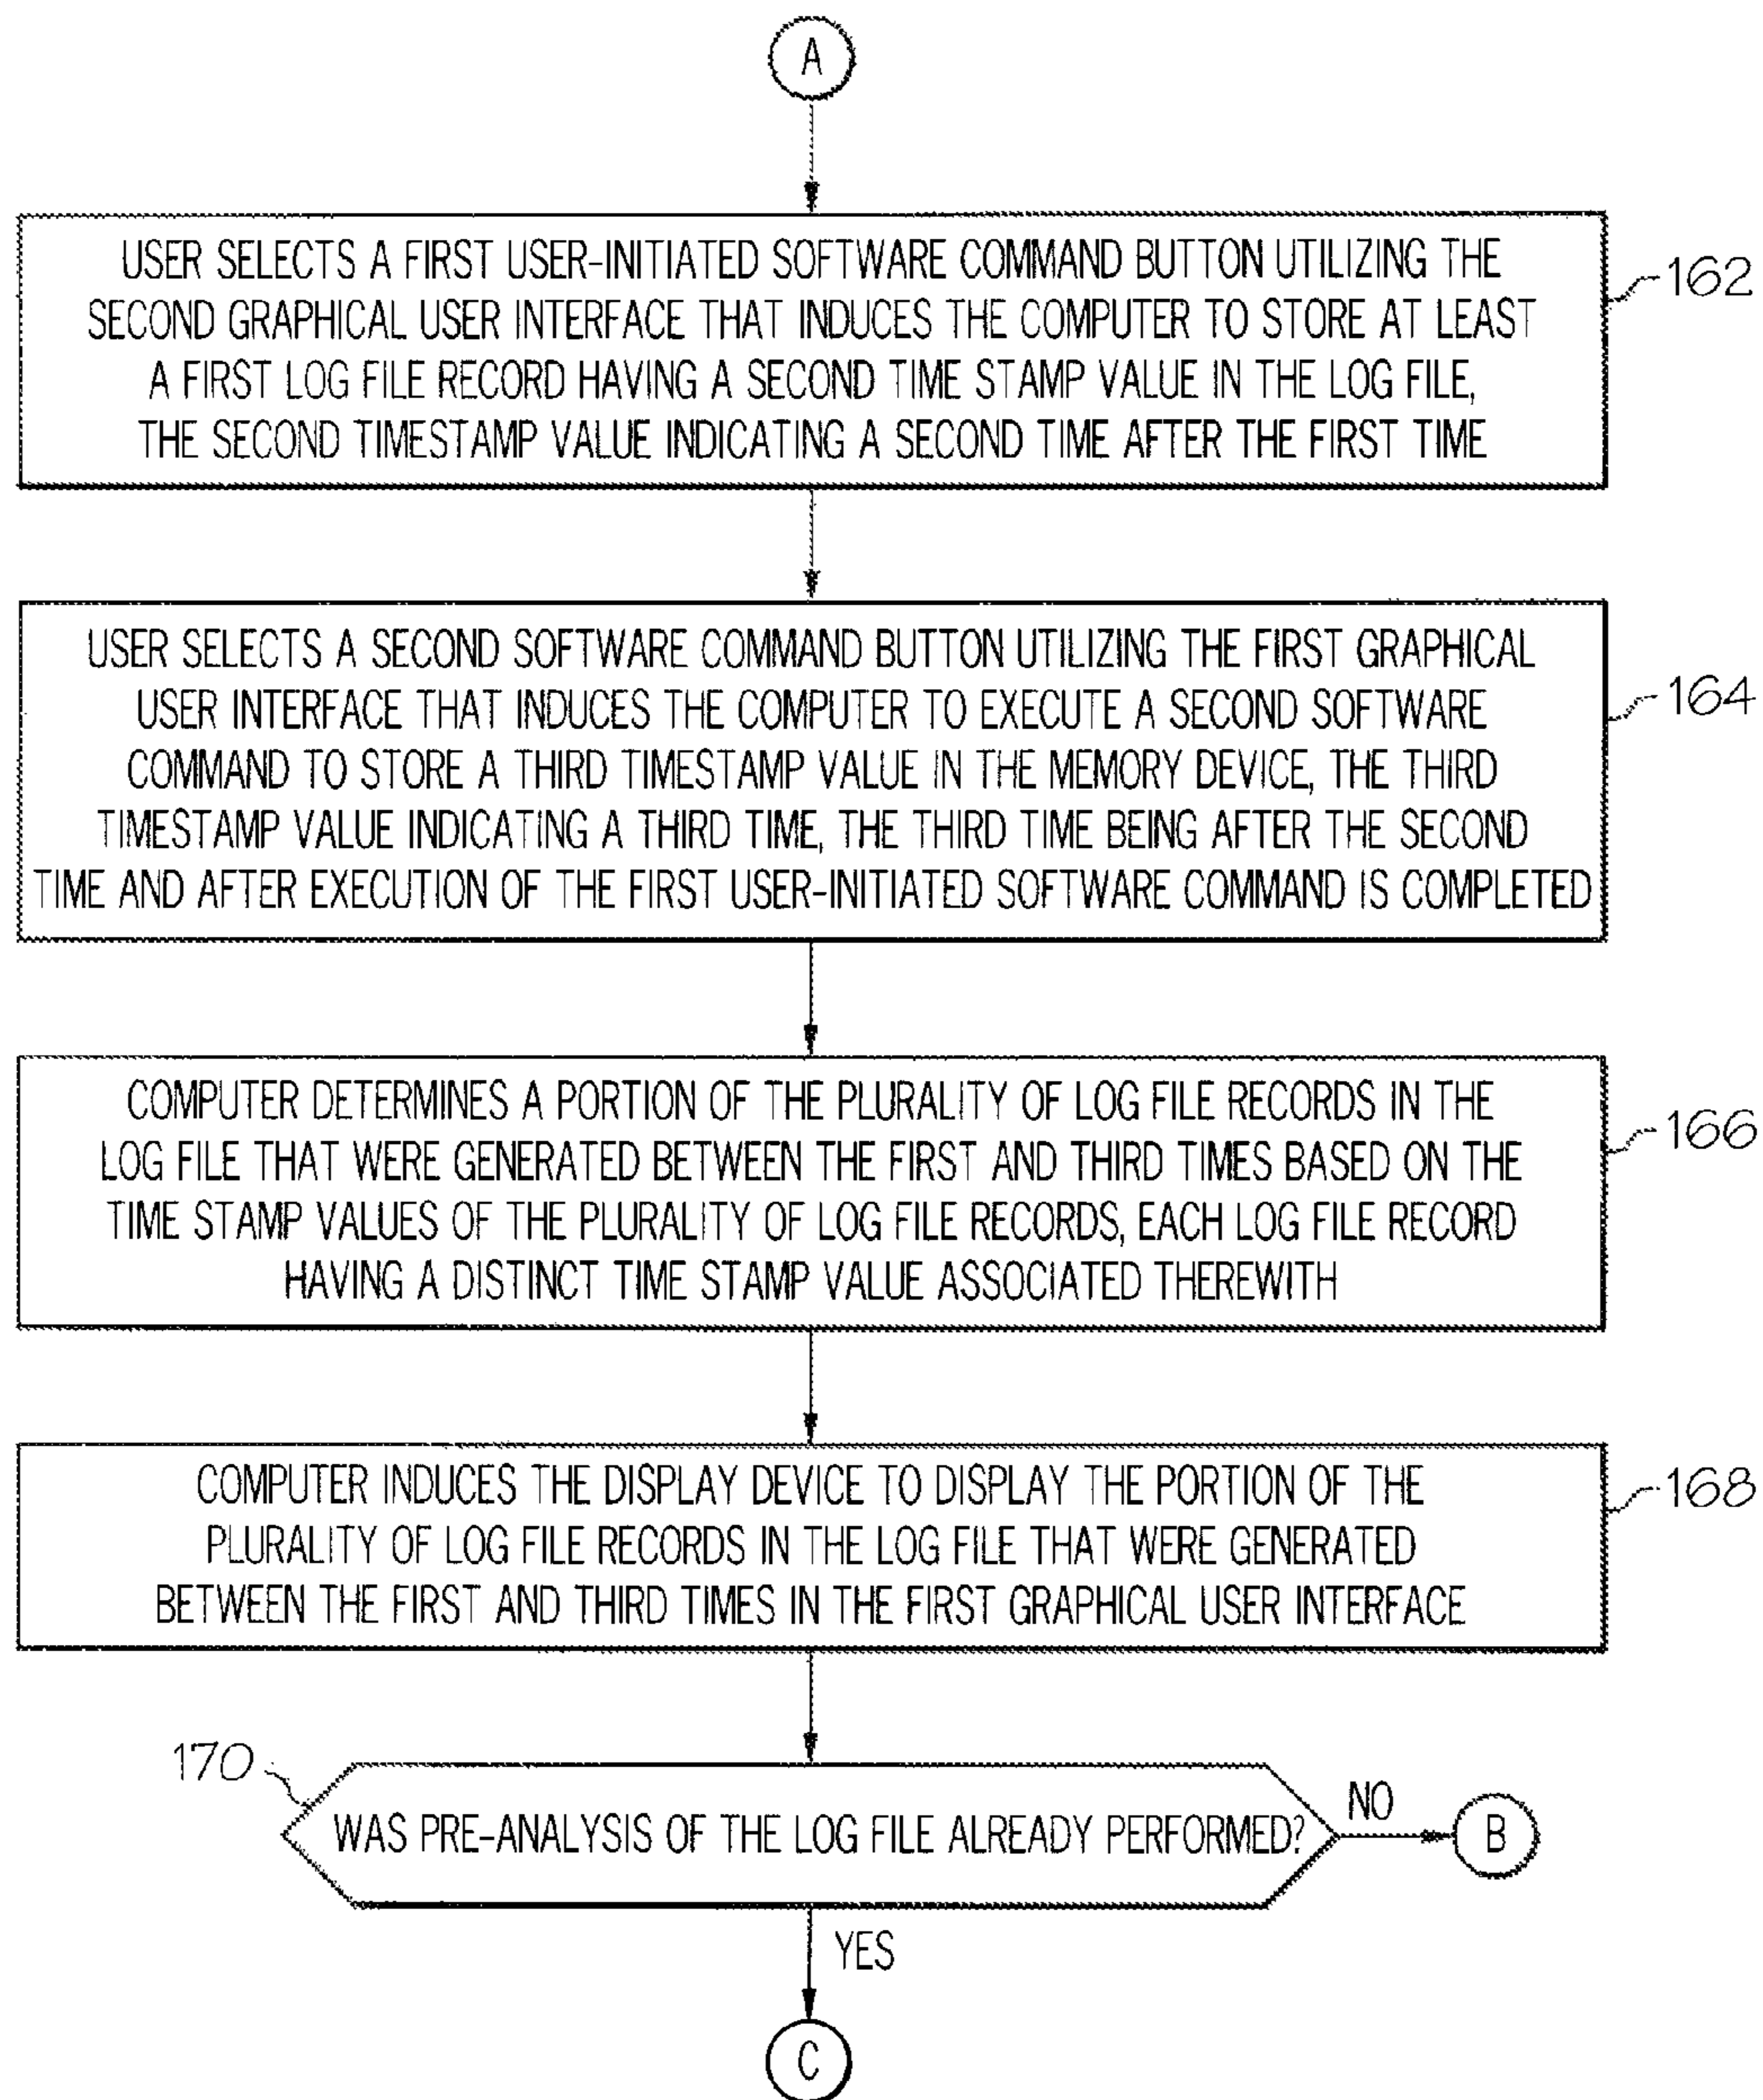 A
USER SELECTS A FIRST USER-INITIATED SOFTWARE COMMAND BUTTON UTILIZING THE
SECOND GRAPHICAL USER INTERFACE THAT INDUCES THE COMPUTER TO STORE AT LEAST
A FIRST LOG FILE RECORD HAVING A SECOND TIME STAMP VALUE IN THE LOG FILE,
THE SECOND TIMESTAMP VALUE INDICATING A SECOND TIME AFTER THE FIRST TIME
162
USER SELECTS A SECOND SOFTWARE COMMAND BUTTON UTILIZING THE FIRST GRAPHICAL
USER INTERFACE THAT INDUCES THE COMPUTER TO EXECUTE A SECOND SOFTWARE
COMMAND TO STORE A THIRD TIMESTAMP VALUE IN THE MEMORY DEVICE, THE THIRD
TIMESTAMP VALUE INDICATING A THIRD TIME, THE THIRD TIME BEING AFTER THE SECOND
TIME AND AFTER EXECUTION OF THE FIRST USER-INITIATED SOFTWARE COMMAND IS COMPLETED
164
COMPUTER DETERMINES A PORTION OF THE PLURALITY OF LOG FILE RECORDS IN THE
LOG FILE THAT WERE GENERATED BETWEEN THE FIRST AND THIRD TIMES BASED ON THE
TIME STAMP VALUES OF THE PLURALITY OF LOG FILE RECORDS, EACH LOG FILE RECORD
HAVING A DISTINCT TIME STAMP VALUE ASSOCIATED THEREWITH
166
COMPUTER INDUCES THE DISPLAY DEVICE TO DISPLAY THE PORTION OF THE
PLURALITY OF LOG FILE RECORDS IN THE LOG FILE THAT WERE GENERATED
BETWEEN THE FIRST AND THIRD TIMES IN THE FIRST GRAPHICAL USER INTERFACE
168
170
WAS PRE-ANALYSIS OF THE LOG FILE ALREADY PERFORMED?
NO
B
YES
C